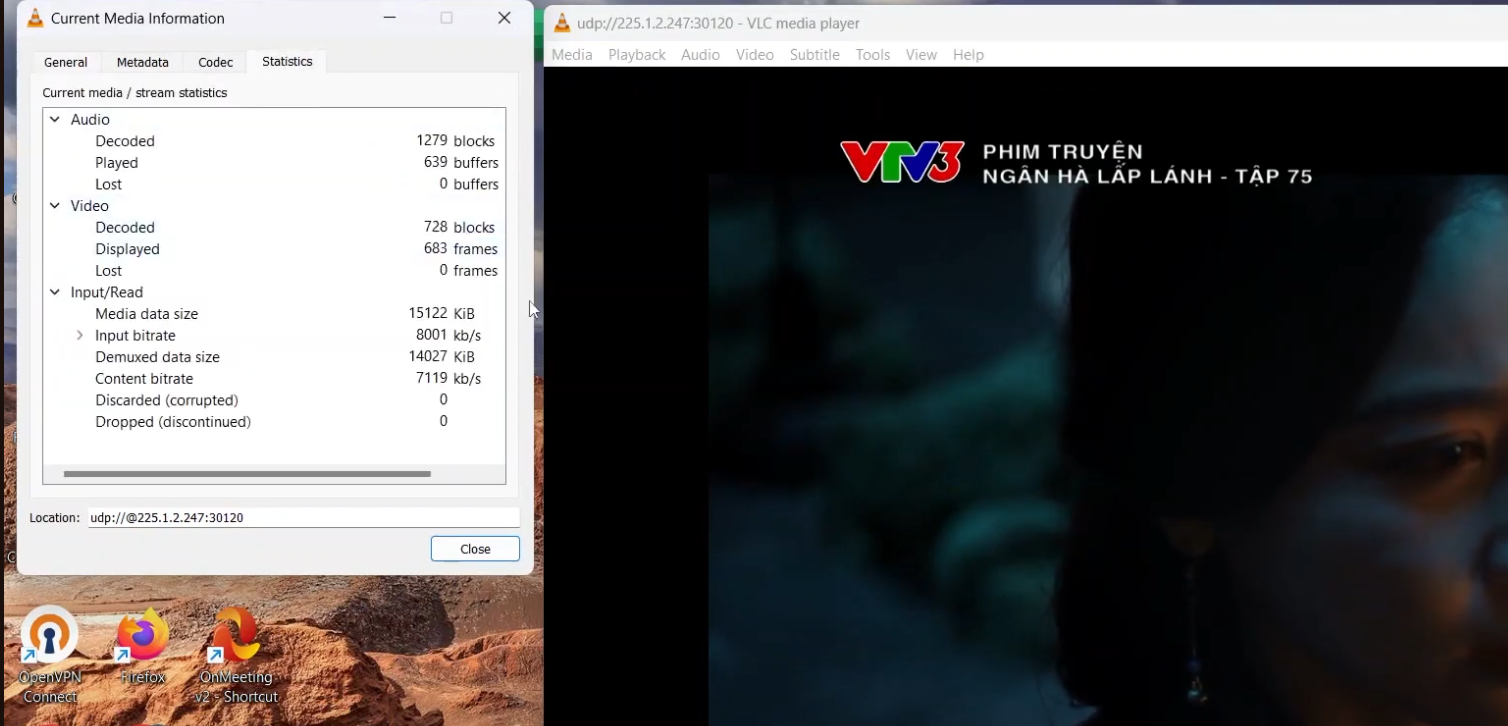 Current Media Information
General Metadata Codec Statistics
Current media / stream statistics
Audio
Decoded 1279 blocks
Played 639 buffers
Lost 0 buffers
Video
Decoded 728 blocks
Displayed 683 frames
Lost 0 frames
Input/Read
Media data size 15122 KiB
Input bitrate 8001 kb/s
Demuxed data size 14027 KiB
Content bitrate 7119 kb/s
Discarded (corrupted) 0
Dropped (discontinued) 0
Location: udp://@225.1.2.247:30120
Close
OpenVPN
Connect
Firefox
OnMeeting
v2 - Shortcut
udp://225.1.2.247:30120 - VLC media player
Media Playback Audio Video Subtitle Tools View Help
VTV3
PHIM TRUYỆN
NGÂN HÀ LẤP LÁNH - TẬP 75